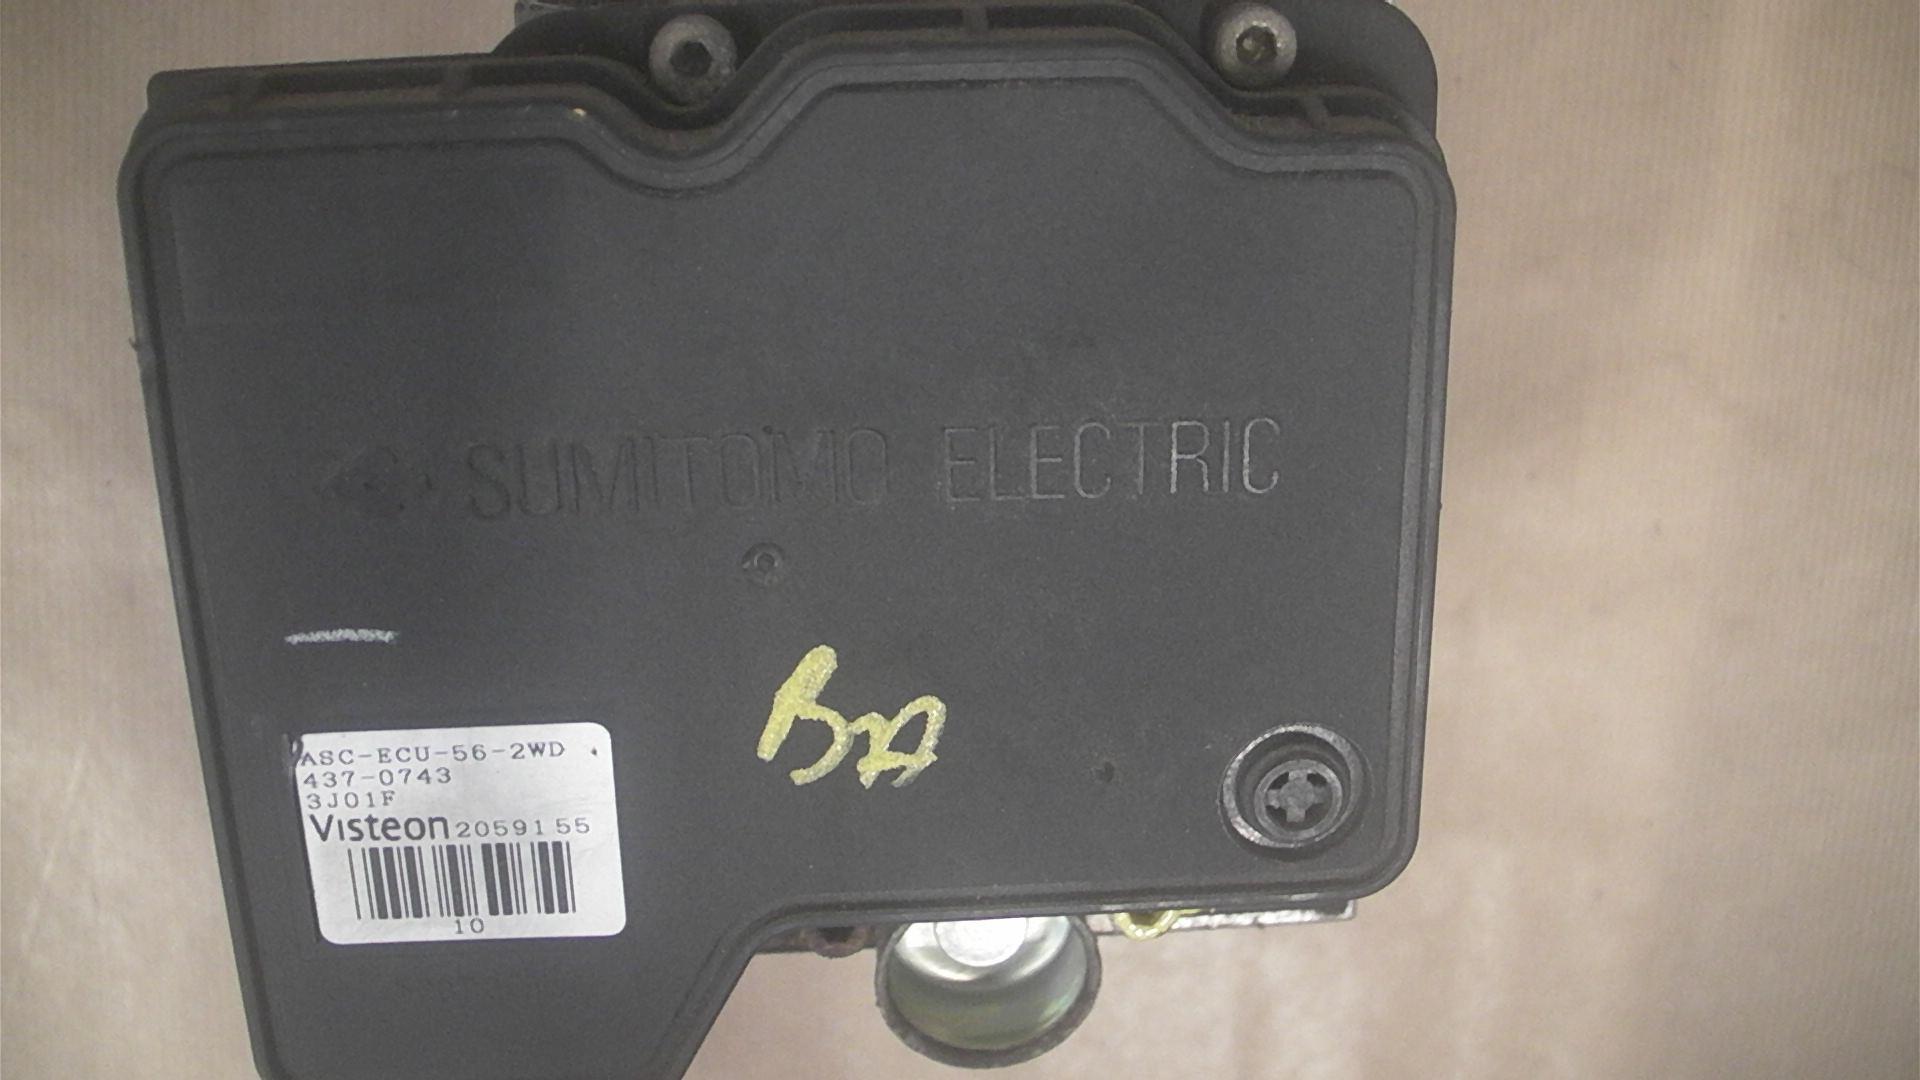 SUMITOMO ELECTRIC
ASC-ECU-56-2WD
437-0743
3J01F
Visteon 2059155
10